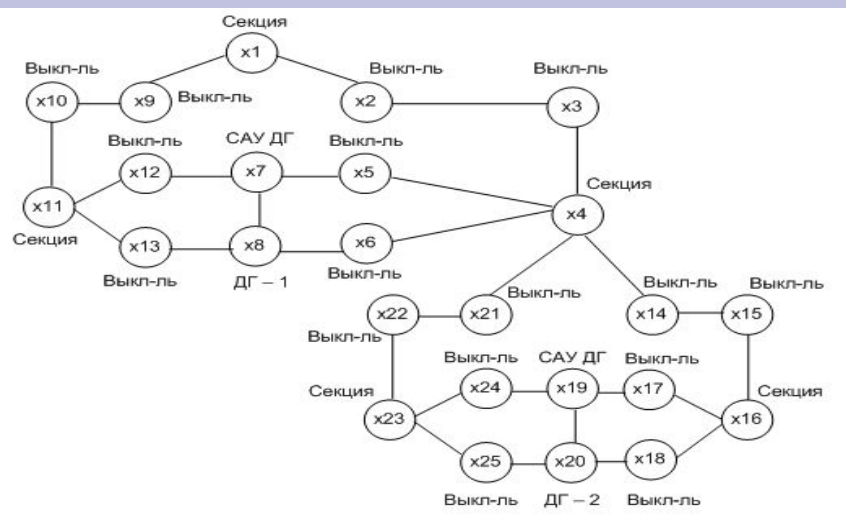 Секция
x1
Выкл-ль
Выкл-ль
Выкл-ль
x10
x9
Выкл-ль
x2
x3
Выкл-ль
САУ ДГ
Выкл-ль
x12
x7
x5
Секция
x11
x4
Секция
x13
x8
x6
Выкл-ль
ДГ – 1
Выкл-ль
Выкл-ль
Выкл-ль
Выкл-ль
x22
x21
x14
x15
Выкл-ль
Выкл-ль
САУ ДГ
Выкл-ль
Секция
x24
x19
x17
Секция
x23
x16
x25
x20
x18
Выкл-ль
ДГ – 2
Выкл-ль